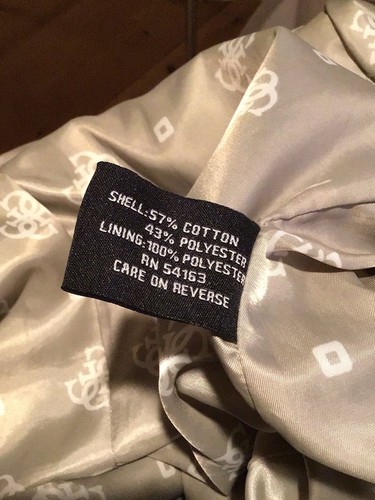 SHELL:57% COTTON
43% POLYESTER
LINING:100% POLYESTER
RN 54163
CARE ON REVERSE